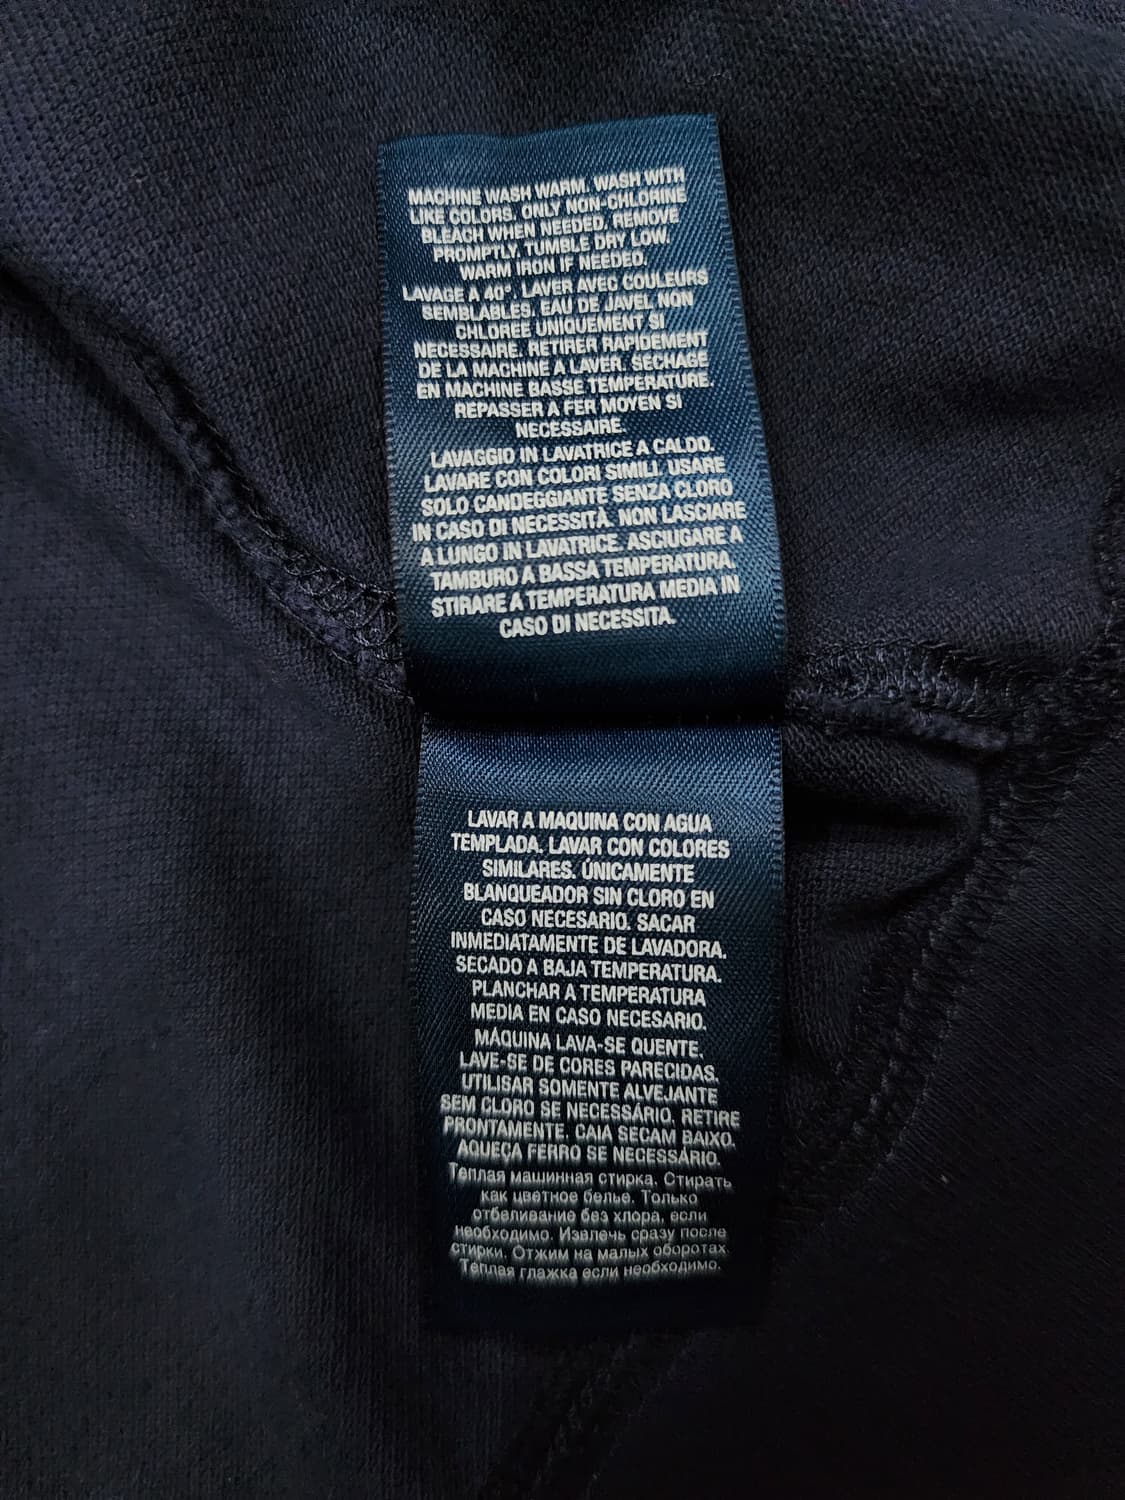 MACHINE WASH WARM. WASH WITH
LIKE COLORS. ONLY NON-CHLORINE
BLEACH WHEN NEEDED. REMOVE
PROMPTLY. TUMBLE DRY LOW.
WARM IRON IF NEEDED.
LAVAGE A 40°. LAVER AVEC COULEURS
SEMBLABLES. EAU DE JAVEL NON
CHLOREE UNIQUEMENT SI
NECESSAIRE. RETIRER RAPIDEMENT
DE LA MACHINE A LAVER. SECHAGE
EN MACHINE BASSE TEMPERATURE.
REPASSER A FER MOYEN SI
NECESSAIRE.
LAVAGGIO IN LAVATRICE A CALDO.
LAVARE CON COLORI SIMILI. USARE
SOLO CANDEGGIANTE SENZA CLORO
IN CASO DI NECESSITÀ. NON LASCIARE
A LUNGO IN LAVATRICE. ASCIUGARE A
TAMBURO A BASSA TEMPERATURA.
STIRARE A TEMPERATURA MEDIA IN
CASO DI NECESSITA.
LAVAR A MAQUINA CON AGUA
TEMPLADA. LAVAR CON COLORES
SIMILARES. ÚNICAMENTE
BLANQUEADOR SIN CLORO EN
CASO NECESARIO. SACAR
INMEDIATAMENTE DE LAVADORA.
SECADO A BAJA TEMPERATURA.
PLANCHAR A TEMPERATURA
MEDIA EN CASO NECESARIO.
MÁQUINA LAVA-SE QUENTE.
LAVE-SE DE CORES PARECIDAS.
UTILISAR SOMENTE ALVEJANTE
SEM CLORO SE NECESSÁRIO. RETIRE
PRONTAMENTE. CAIA SECAM BAIXO.
AQUEÇA FERRO SE NECESSÁRIO.
Теплая машинная стирка. Стирать
как цветное белье. Только
отбеливание без хлора, если
необходимо. Извлечь сразу после
стирки. Отжим на малых оборотах.
Теплая глажка если необходимо.